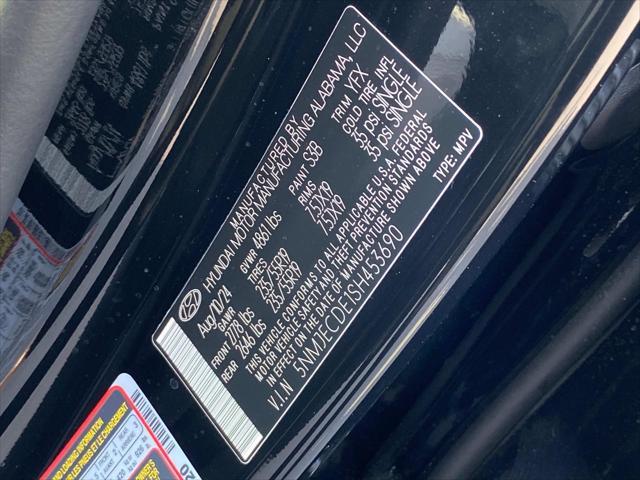 MANUFACTURED BY
HYUNDAI MOTOR MANUFACTURING ALABAMA, LLC
Aug/10/24 GVWR 4861 lbs PAINT S3B TRIM YFX
GAWR TIRES RIMS COLD TIRE INFL
FRONT 2778 lbs 235/55R19 7.5JX19 35 psi SINGLE
REAR 2646 lbs 235/55R19 7.5JX19 35 psi SINGLE
THIS VEHICLE CONFORMS TO ALL APPLICABLE U.S.A. FEDERAL
MOTOR VEHICLE SAFETY AND THEFT PREVENTION STANDARDS
IN EFFECT ON THE DATE OF MANUFACTURE SHOWN ABOVE
V.I.N 5NMJECDE1SH453690 TYPE: MPV
AND LOADING INFORMATION